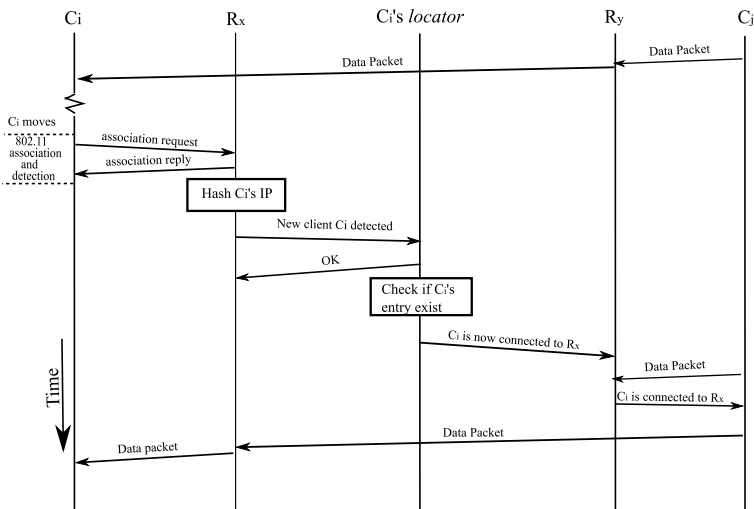 Ci
Rx
Ci's locator
Ry
Cj
Data Packet
Data Packet
Ci moves
802.11
association
and
detection
association request
association reply
Hash Ci's IP
New client Ci detected
OK
Check if Ci's
entry exist
Ci is now connected to Rx
Time
Data Packet
Ci is connected to Rx
Data Packet
Data packet